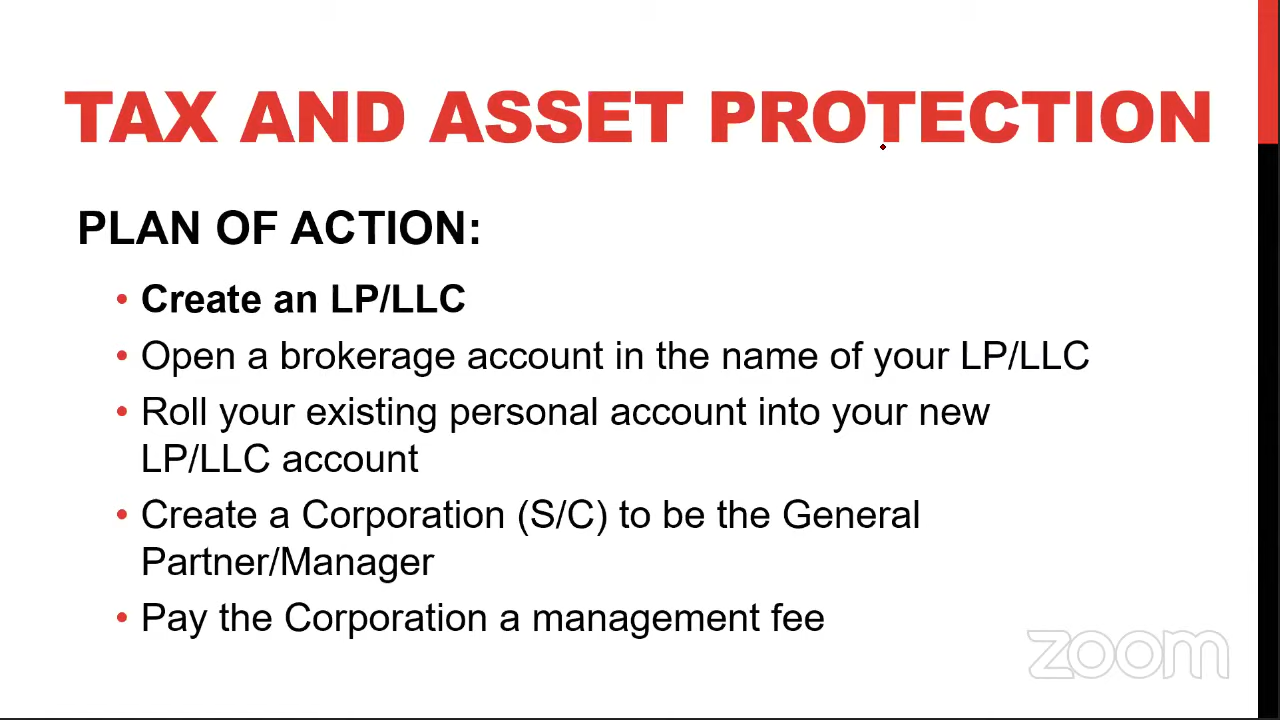 TAX AND ASSET PROTECTION
PLAN OF ACTION:
• Create an LP/LLC
• Open a brokerage account in the name of your LP/LLC
• Roll your existing personal account into your new
LP/LLC account
• Create a Corporation (S/C) to be the General
Partner/Manager
• Pay the Corporation a management fee
zoom